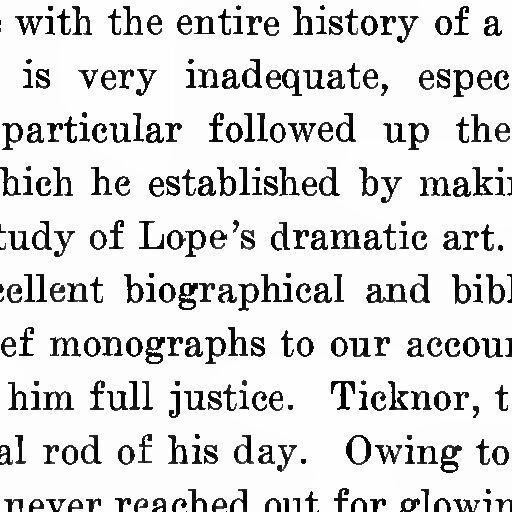 with the entire history of a
is very inadequate, espec
particular followed up the
hich he established by maki
tudy of Lope's dramatic art.
cellent biographical and bibl
ef monographs to our accou
him full justice. Ticknor, t
al rod of his day. Owing to
never reached out for glowin